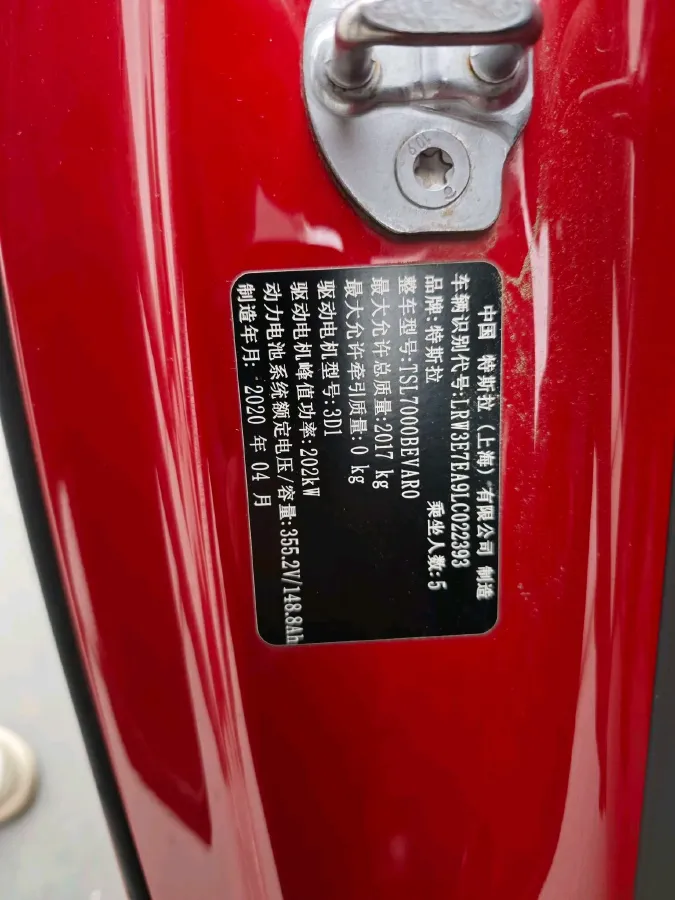 中国 特斯拉（上海）有限公司 制造
车辆识别代号:LRW3E7EA9LC022393
品牌:特斯拉 乘坐人数:5
整车型号:TSL7000BEVAR0
最大允许总质量:2017 kg
最大允许牵引质量:0 kg
驱动电机型号:3D1
驱动电机峰值功率:202kW
动力电池系统额定电压/容量:355.2V/148.8Ah
制造年月: 2020 年 04 月
10.9